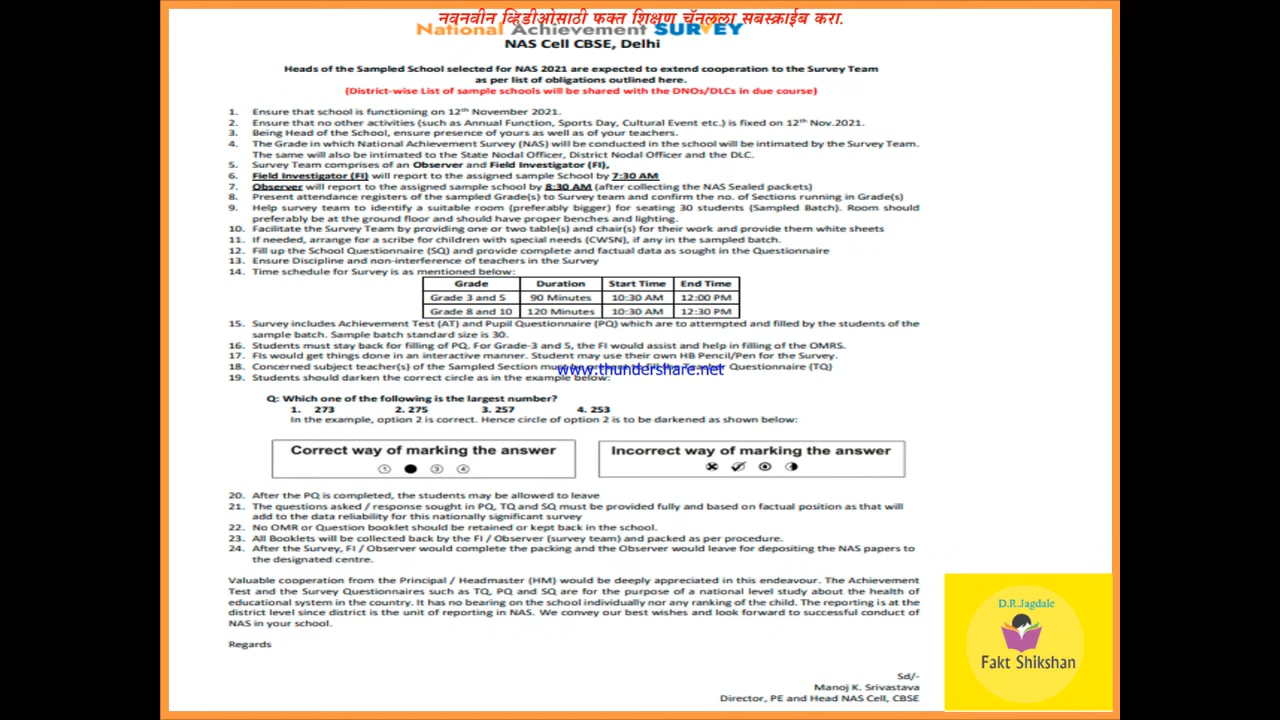 नवनवीन व्हिडीओसाठी फक्त शिक्षण चॅनलला सबस्क्राईब करा.
National Achievement SURVEY
NAS Cell CBSE, Delhi
Heads of the Sampled School selected for NAS 2021 are expected to extend cooperation to the Survey Team
as per list of obligations outlined here.
(District-wise List of sample schools will be shared with the DNOs/DLCs in due course)
1. Ensure that school is functioning on 12th November 2021.
2. Ensure that no other activities (such as Annual Function, Sports Day, Cultural Event etc.) is fixed on 12th Nov.2021.
3. Being Head of the School, ensure presence of yours as well as of your teachers.
4. The Grade in which National Achievement Survey (NAS) will be conducted in the school will be intimated by the Survey Team.
The same will also be intimated to the State Nodal Officer, District Nodal Officer and the DLC.
5. Survey Team comprises of an Observer and Field Investigator (FI),
6. Field Investigator (FI) will report to the assigned sample School by 7:30 AM
7. Observer will report to the assigned sample school by 8:30 AM (after collecting the NAS Sealed packets)
8. Present attendance registers of the sampled Grade(s) to Survey team and confirm the no. of Sections running in Grade(s)
9. Help survey team to identify a suitable room (preferably bigger) for seating 30 students (Sampled Batch). Room should
preferably be at the ground floor and should have proper benches and lighting.
10. Facilitate the Survey Team by providing one or two table(s) and chair(s) for their work and provide them white sheets
11. If needed, arrange for a scribe for children with special needs (CWSN), if any in the sampled batch.
12. Fill up the School Questionnaire (SQ) and provide complete and factual data as sought in the Questionnaire
13. Ensure Discipline and non-interference of teachers in the Survey
14. Time schedule for Survey is as mentioned below:
Grade Duration Start Time End Time
Grade 3 and 5 90 Minutes 10:30 AM 12:00 PM
Grade 8 and 10 120 Minutes 10:30 AM 12:30 PM
15. Survey includes Achievement Test (AT) and Pupil Questionnaire (PQ) which are to attempted and filled by the students of the
sample batch. Sample batch standard size is 30.
16. Students must stay back for filling of PQ. For Grade-3 and 5, the FI would assist and help in filling of the OMRS.
17. FIs would get things done in an interactive manner. Student may use their own HB Pencil/Pen for the Survey.
18. Concerned subject teacher(s) of the Sampled Section must Questionnaire (TQ)
www.thundershare.net
19. Students should darken the correct circle as in the example below:
Q: Which one of the following is the largest number?
1. 273 2. 275 3. 257 4. 253
In the example, option 2 is correct. Hence circle of option 2 is to be darkened as shown below:
Correct way of marking the answer
① ● ③ ④
Incorrect way of marking the answer
20. After the PQ is completed, the students may be allowed to leave
21. The questions asked / response sought in PQ, TQ and SQ must be provided fully and based on factual position as that will
add to the data reliability for this nationally significant survey
22. No OMR or Question booklet should be retained or kept back in the school.
23. All Booklets will be collected back by the FI / Observer (survey team) and packed as per procedure.
24. After the Survey, FI / Observer would complete the packing and the Observer would leave for depositing the NAS papers to
the designated centre.
Valuable cooperation from the Principal / Headmaster (HM) would be deeply appreciated in this endeavour. The Achievement
Test and the Survey Questionnaires such as TQ, PQ and SQ are for the purpose of a national level study about the health of
educational system in the country. It has no bearing on the school individually nor any ranking of the child. The reporting is at the
district level since district is the unit of reporting in NAS. We convey our best wishes and look forward to successful conduct of
NAS in your school.
Regards
Sd/-
Manoj K. Srivastava
Director, PE and Head NAS Cell, CBSE
D.R.Jagdale
Fakt Shikshan